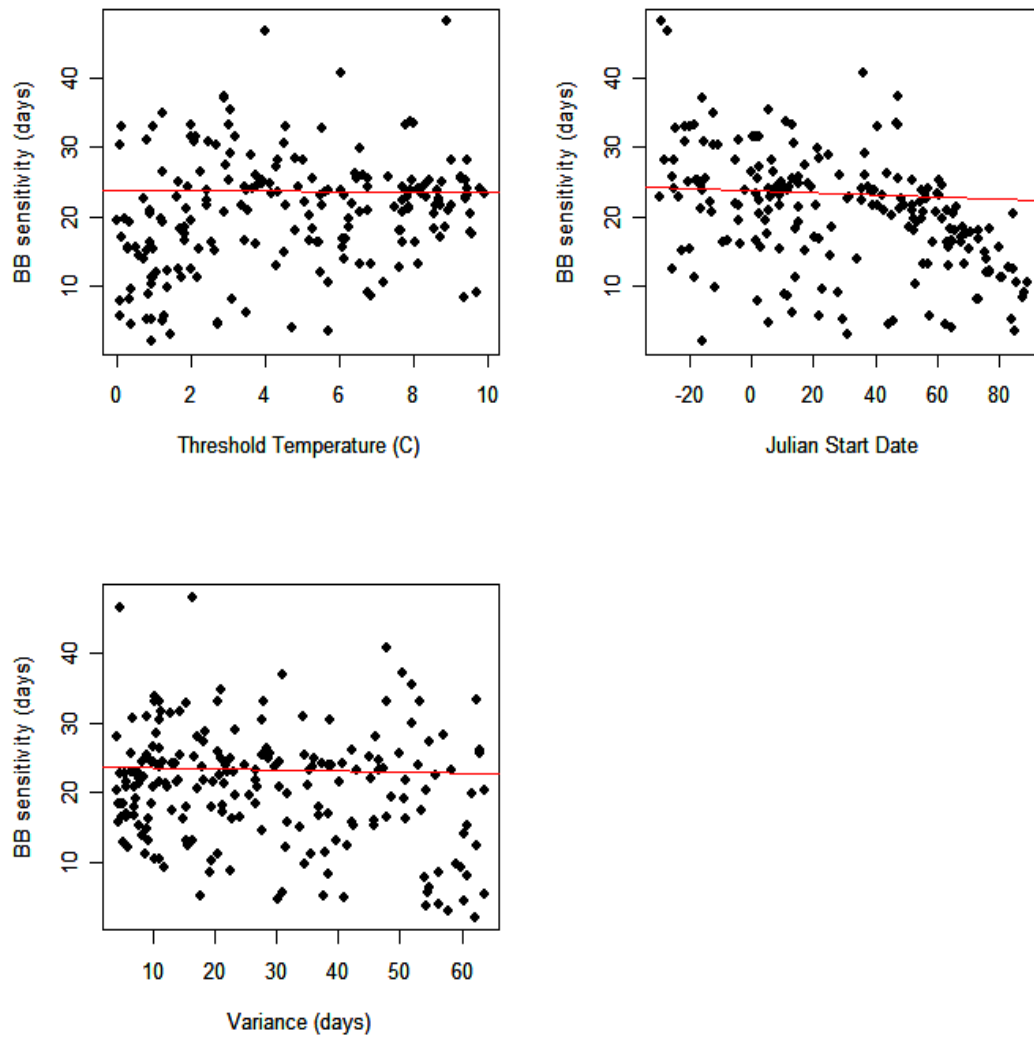 BB sensitivity (days)
40
30
20
10
0 2 4 6 8 10
Threshold Temperature (C)
BB sensitivity (days)
40
30
20
10
-20 0 20 40 60 80
Julian Start Date
BB sensitivity (days)
40
30
20
10
10 20 30 40 50 60
Variance (days)